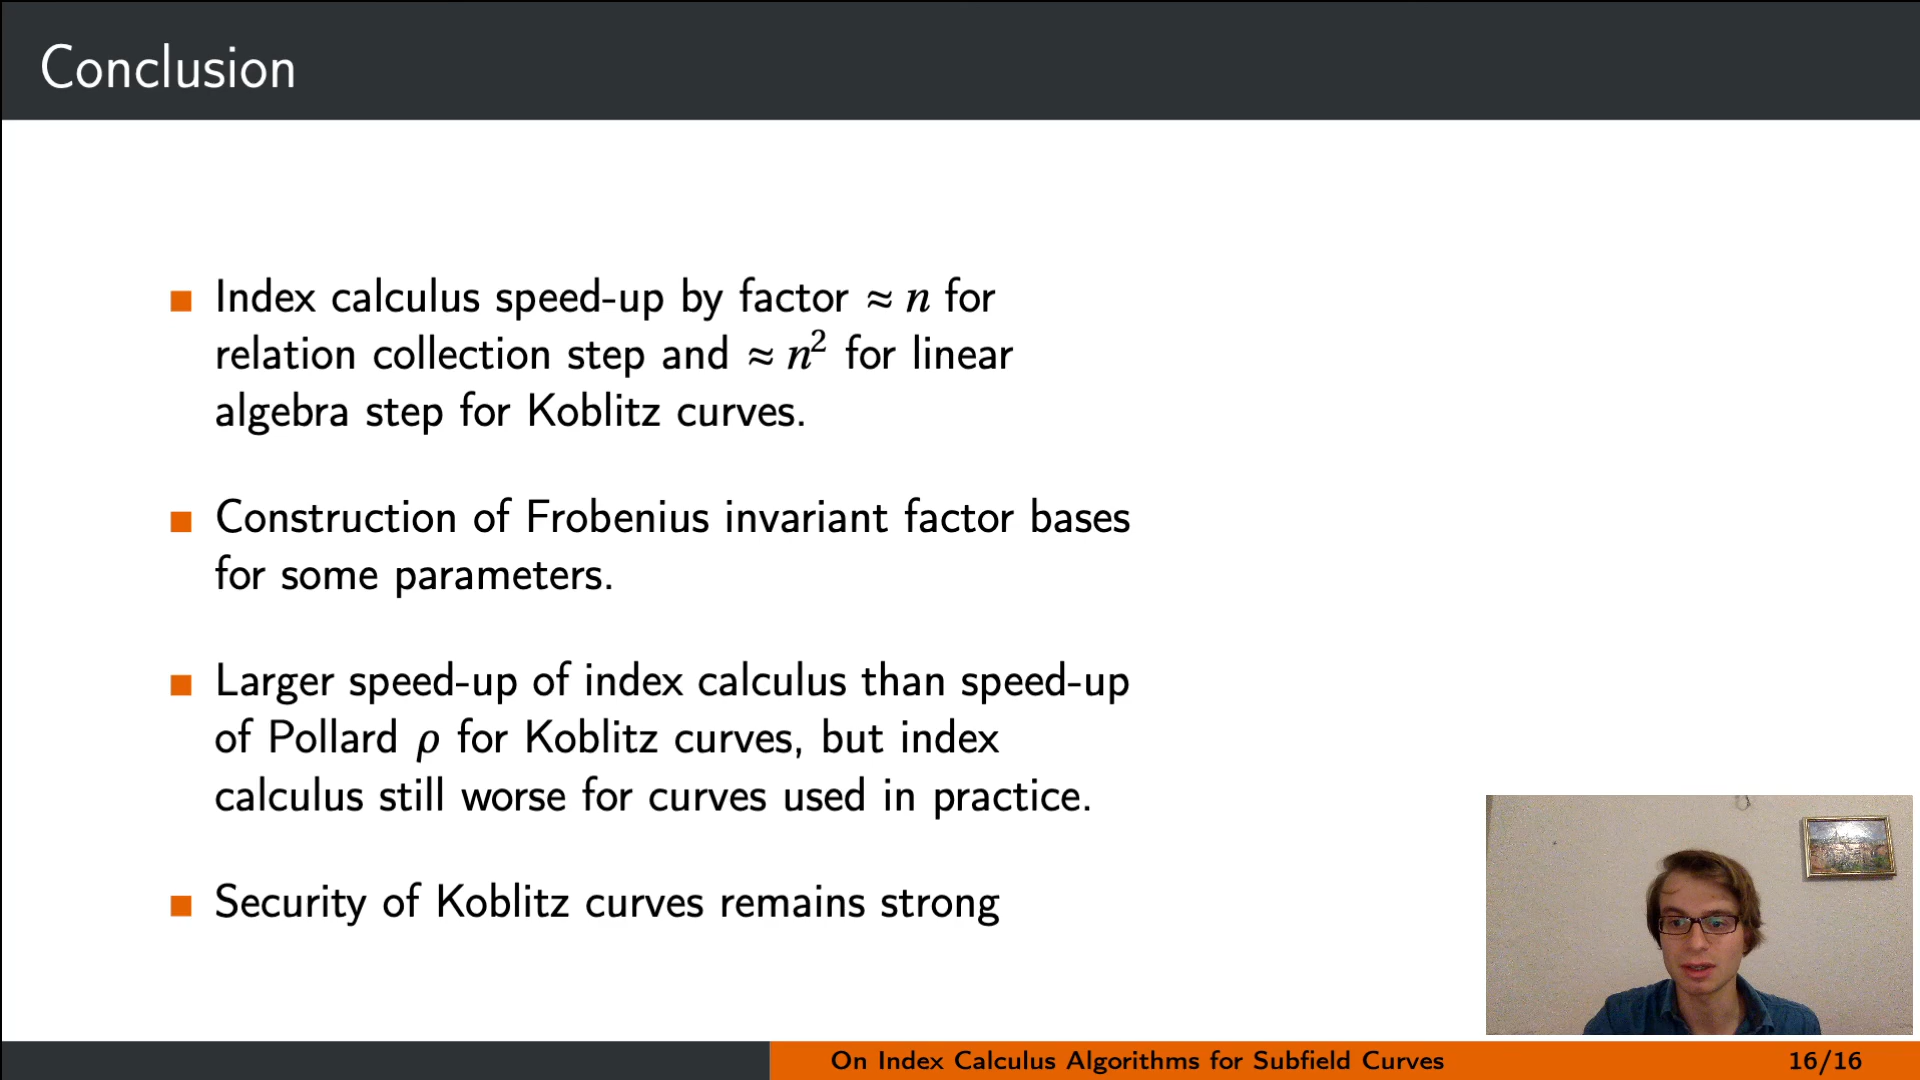 Conclusion
Index calculus speed-up by factor ≈ n for
relation collection step and ≈ n² for linear
algebra step for Koblitz curves.
Construction of Frobenius invariant factor bases
for some parameters.
Larger speed-up of index calculus than speed-up
of Pollard ρ for Koblitz curves, but index
calculus still worse for curves used in practice.
Security of Koblitz curves remains strong
On Index Calculus Algorithms for Subfield Curves
16/16